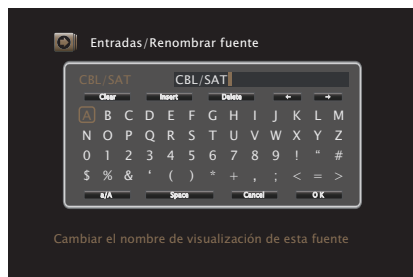 Entradas/Renombrar fuente
CBL/SAT CBL/SAT
Clear Insert Delete ← →
A B C D E F G H I J K L M
N O P Q R S T U V W X Y Z
0 1 2 3 4 5 6 7 8 9 ! “ #
$ % & ‘ ( ) * + , ; < = >
a/A Space Cancel OK
Cambiar el nombre de visualización de esta fuente